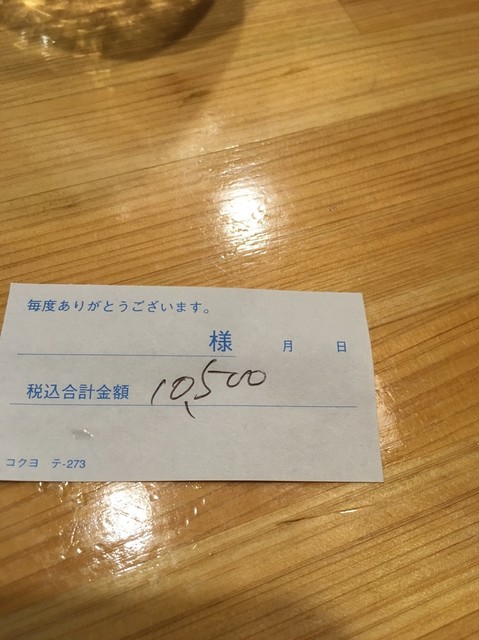 毎度ありがとうございます。
様 月 日
税込合計金額 10,500
コクヨ テ-273